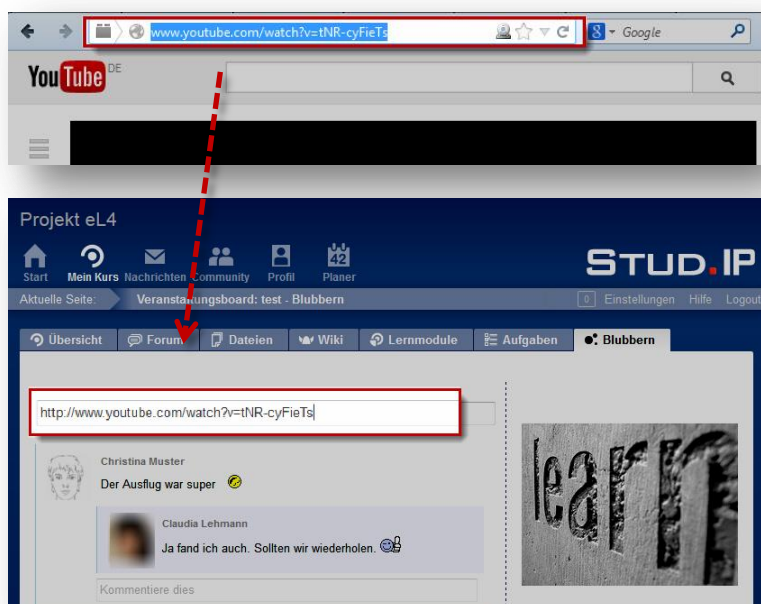 www.youtube.com/watch?v=tNR-cyFieTs
8 Google
YouTube DE
Projekt eL4
42
Start Mein Kurs Nachrichten Community Profil Planer
STUD.IP
Aktuelle Seite: Veranstaltungsboard: test - Blubbern 0 Einstellungen Hilfe Logout
Übersicht Forum Dateien Wiki Lernmodule Aufgaben Blubbern
http://www.youtube.com/watch?v=tNR-cyFieTs
Christina Muster
Der Ausflug war super
Claudia Lehmann
Ja fand ich auch. Sollten wir wiederholen.
Kommentiere dies
learn